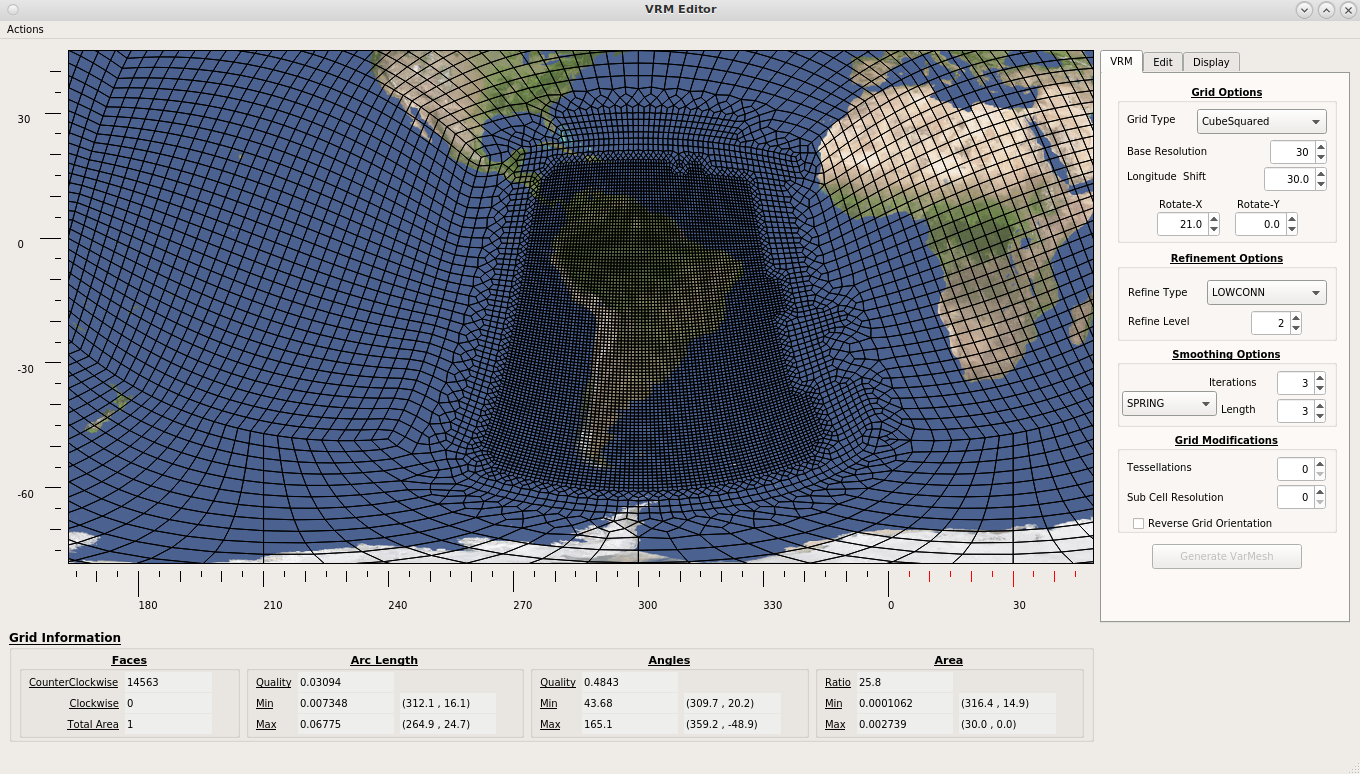 VRM Editor
Actions
30
0
-30
-60
180 210 240 270 300 330 0 30
VRM Edit Display
Grid Options
Grid Type CubeSquared
Base Resolution 30
Longitude Shift 30.0
Rotate-X Rotate-Y
21.0 0.0
Refinement Options
Refine Type LOWCONN
Refine Level 2
Smoothing Options
Iterations 3
SPRING
Length 3
Grid Modifications
Tessellations 0
Sub Cell Resolution 0
Reverse Grid Orientation
Generate VarMesh
Grid Information
Faces
CounterClockwise 14563
Clockwise 0
Total Area 1
Arc Length
Quality 0.03094
Min 0.007348 (312.1 , 16.1)
Max 0.06775 (264.9 , 24.7)
Angles
Quality 0.4843
Min 43.68 (309.7 , 20.2)
Max 165.1 (359.2 , -48.9)
Area
Ratio 25.8
Min 0.0001062 (316.4 , 14.9)
Max 0.002739 (30.0 , 0.0)